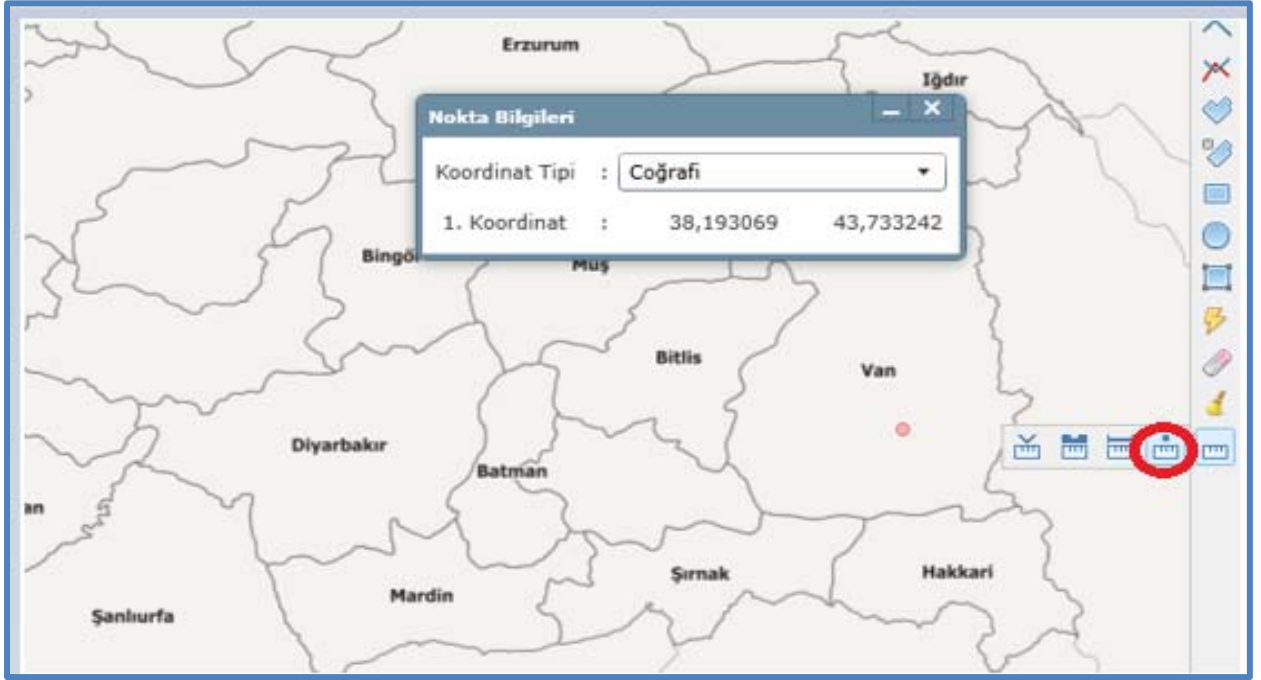 Erzurum
Iğdır
Nokta Bilgileri
Koordinat Tipi : Coğrafi
1. Koordinat : 38,193069 43,733242
Bingöl
Muş
Bitlis
Van
Diyarbakır
Batman
an
Şırnak
Hakkari
Mardin
Şanlıurfa